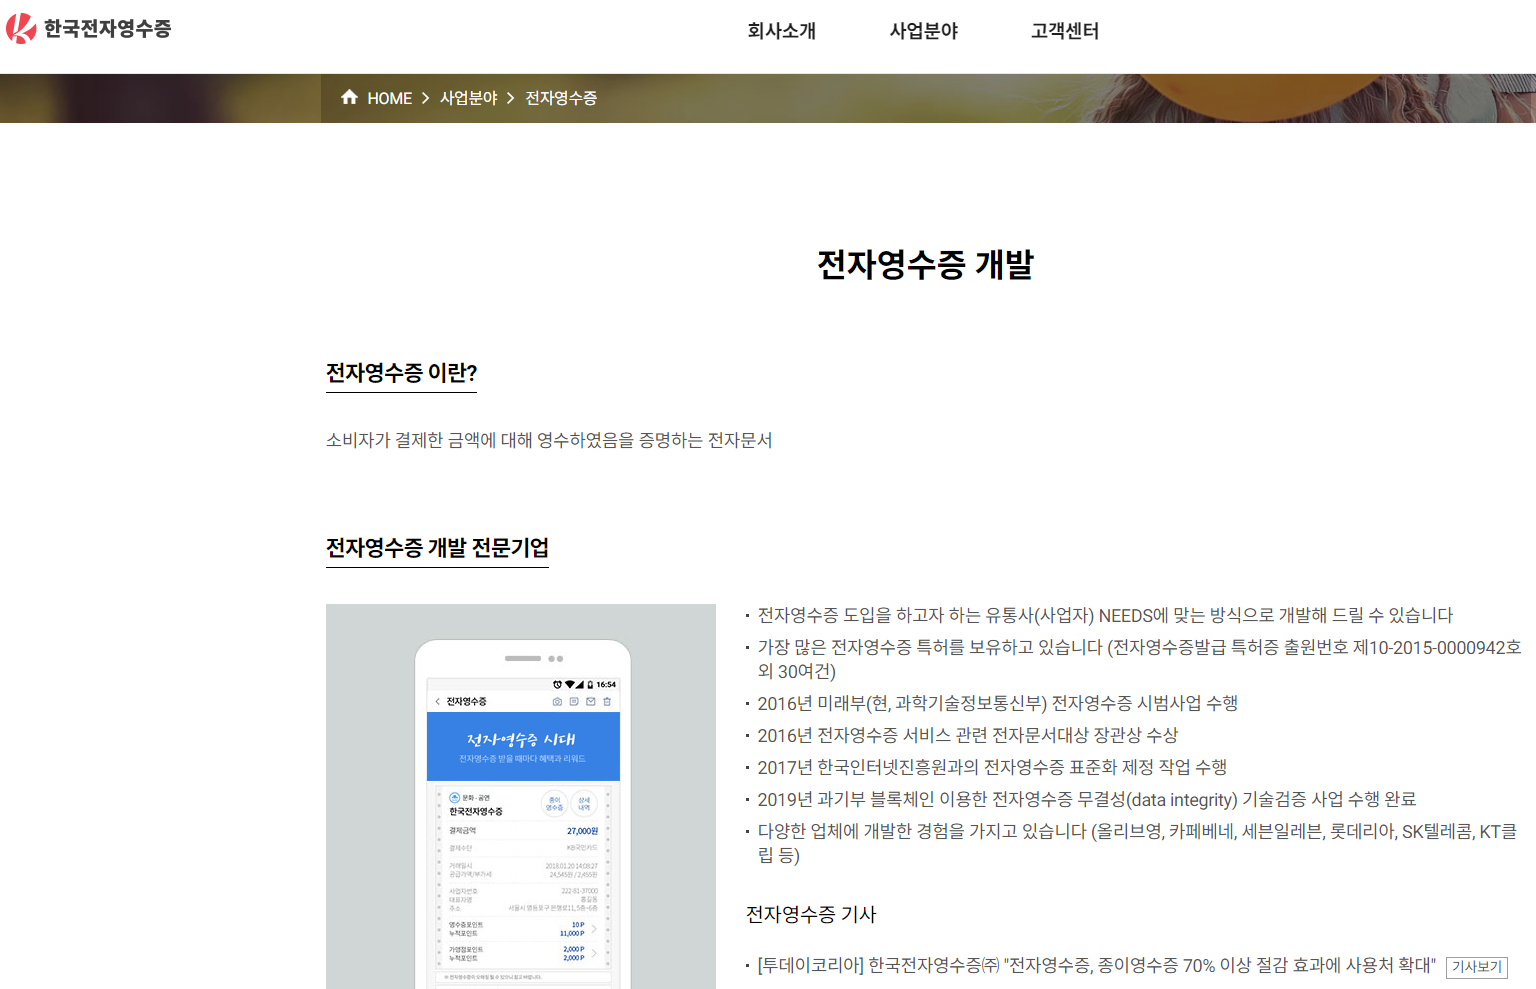 한국전자영수증
회사소개
사업분야
고객센터
HOME > 사업분야 > 전자영수증
전자영수증 개발
전자영수증 이란?
소비자가 결제한 금액에 대해 영수하였음을 증명하는 전자문서
전자영수증 개발 전문기업
16:54
전자영수증
전자영수증 시대
전자영수증 받을 때마다 혜택과 리워드
문화 - 공연
한국전자영수증
종이
영수증
상세
내역
결제금액 27,000원
결제수단 KB국민카드
거래일시 2018.01.20 14:08:27
공급가액/부가세 24,545원 / 2,455원
사업자번호 222-81-37000
대표자명 홍길동
주소 서울시 영등포구 은행로11, 5층~6층
영수증포인트 10 P
누적포인트 11,000 P
가맹점포인트 2,000 P
누적포인트 2,000 P
· 전자영수증 도입을 하고자 하는 유통사(사업자) NEEDS에 맞는 방식으로 개발해 드릴 수 있습니다
· 가장 많은 전자영수증 특허를 보유하고 있습니다 (전자영수증발급 특허증 출원번호 제10-2015-0000942호
외 30여건)
· 2016년 미래부(현, 과학기술정보통신부) 전자영수증 시범사업 수행
· 2016년 전자영수증 서비스 관련 전자문서대상 장관상 수상
· 2017년 한국인터넷진흥원과의 전자영수증 표준화 제정 작업 수행
· 2019년 과기부 블록체인 이용한 전자영수증 무결성(data integrity) 기술검증 사업 수행 완료
· 다양한 업체에 개발한 경험을 가지고 있습니다 (올리브영, 카페베네, 세븐일레븐, 롯데리아, SK텔레콤, KT클
립 등)
전자영수증 기사
· [투데이코리아] 한국전자영수증㈜ "전자영수증, 종이영수증 70% 이상 절감 효과에 사용처 확대" 기사보기